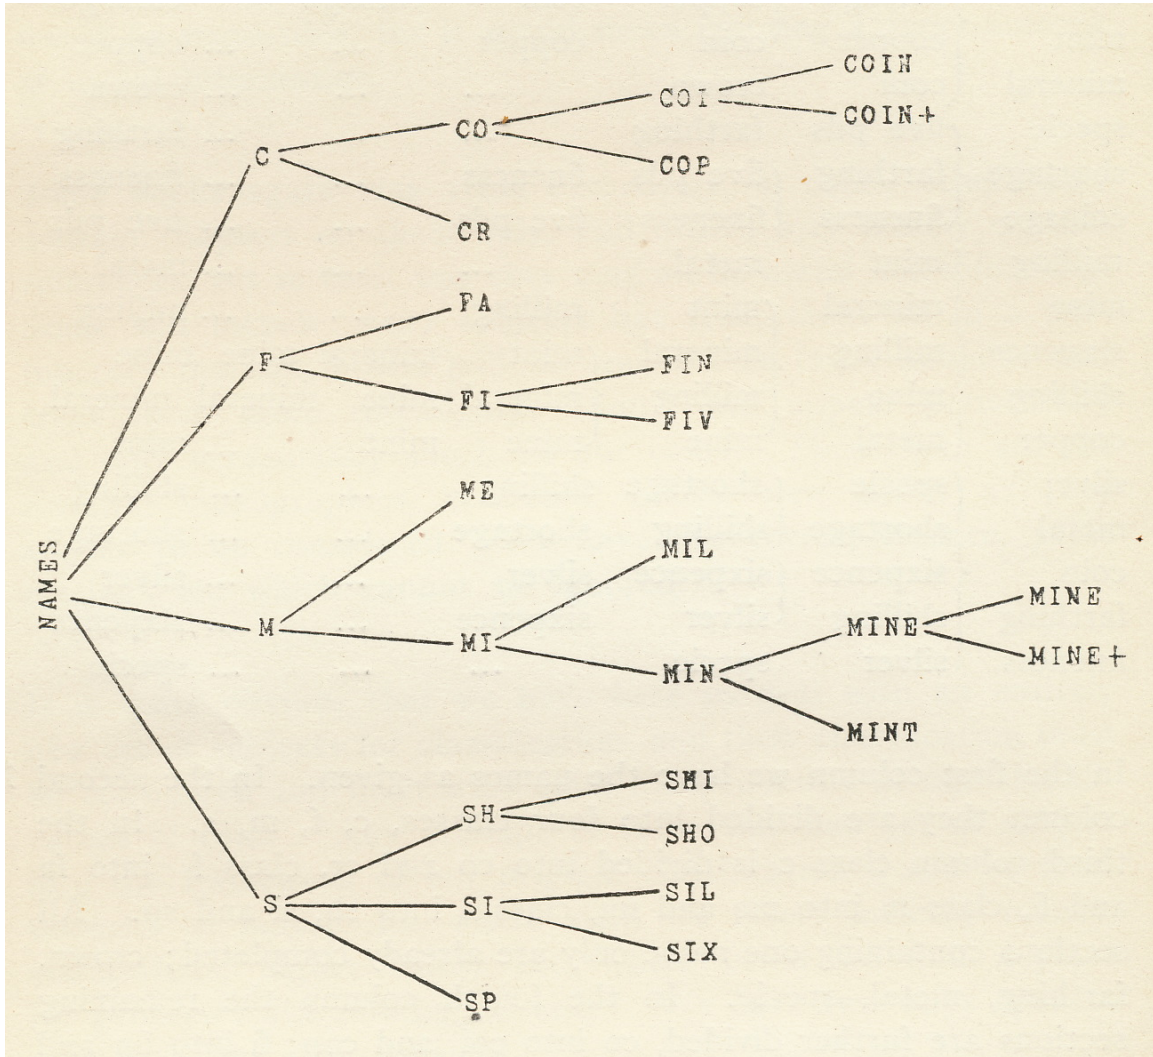 COIN
COI
COIN+
CO
C
COP
CR
FA
F
FIN
FI
FIV
ME
NAMES
MIL
MINE
M
MI
MINE
MINE+
MIN
MINT
SHI
SH
SHO
S
SI
SIL
SIX
SP